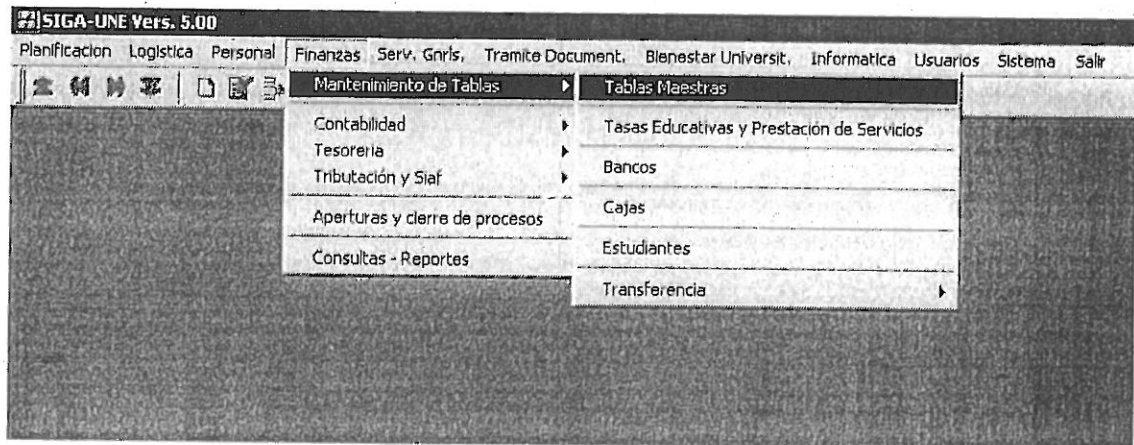 SIGA-UNE Vers. 5.00
Planificacion Logistica Personal Finanzas Serv. Gnrls. Tramite Document. Bienestar Universit. Informatica Usuarios Sistema Salir
Mantenimiento de Tablas
Contabilidad
Tesoreria
Tributación y Siaf
Aperturas y cierre de procesos
Consultas - Reportes
Tablas Maestras
Tasas Educativas y Prestación de Servicios
Bancos
Cajas
Estudiantes
Transferencia